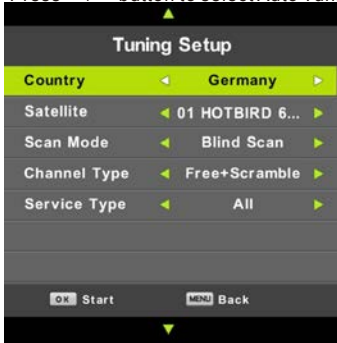 Tuning Setup
Country Germany
Satellite 01 HOTBIRD 6...
Scan Mode Blind Scan
Channel Type Free+Scramble
Service Type All
OK Start MENU Back